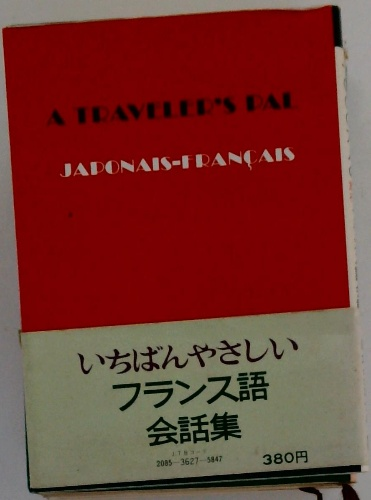 A TRAVELER'S PAL
JAPONAIS-FRANÇAIS
いちばんやさしい
フランス語
会話集
2085-3627-5847
380円